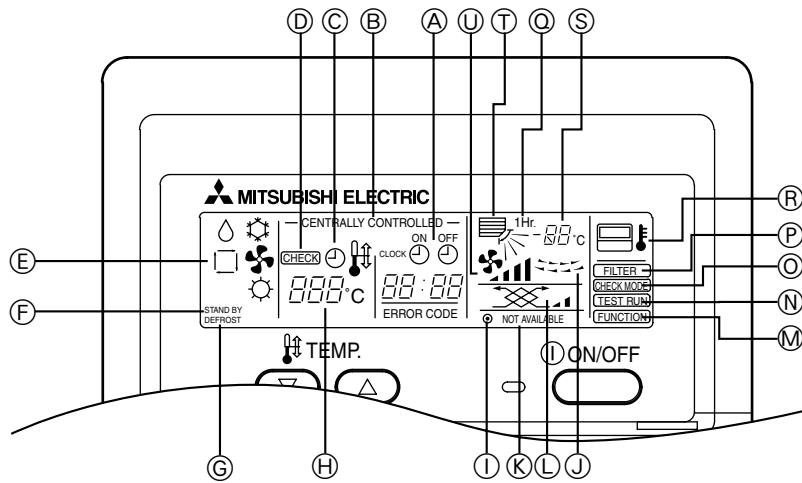 D C B A U T Q S
MITSUBISHI ELECTRIC
CENTRALLY CONTROLLED
1Hr.
88°C
ON OFF
CHECK
CLOCK
E
R
FILTER
P
CHECK MODE
O
888°C
88:88
TEST RUN
N
F
STAND BY
DEFROST
ERROR CODE
NOT AVAILABLE
FUNCTION
M
TEMP.
ON/OFF
G H I K L J